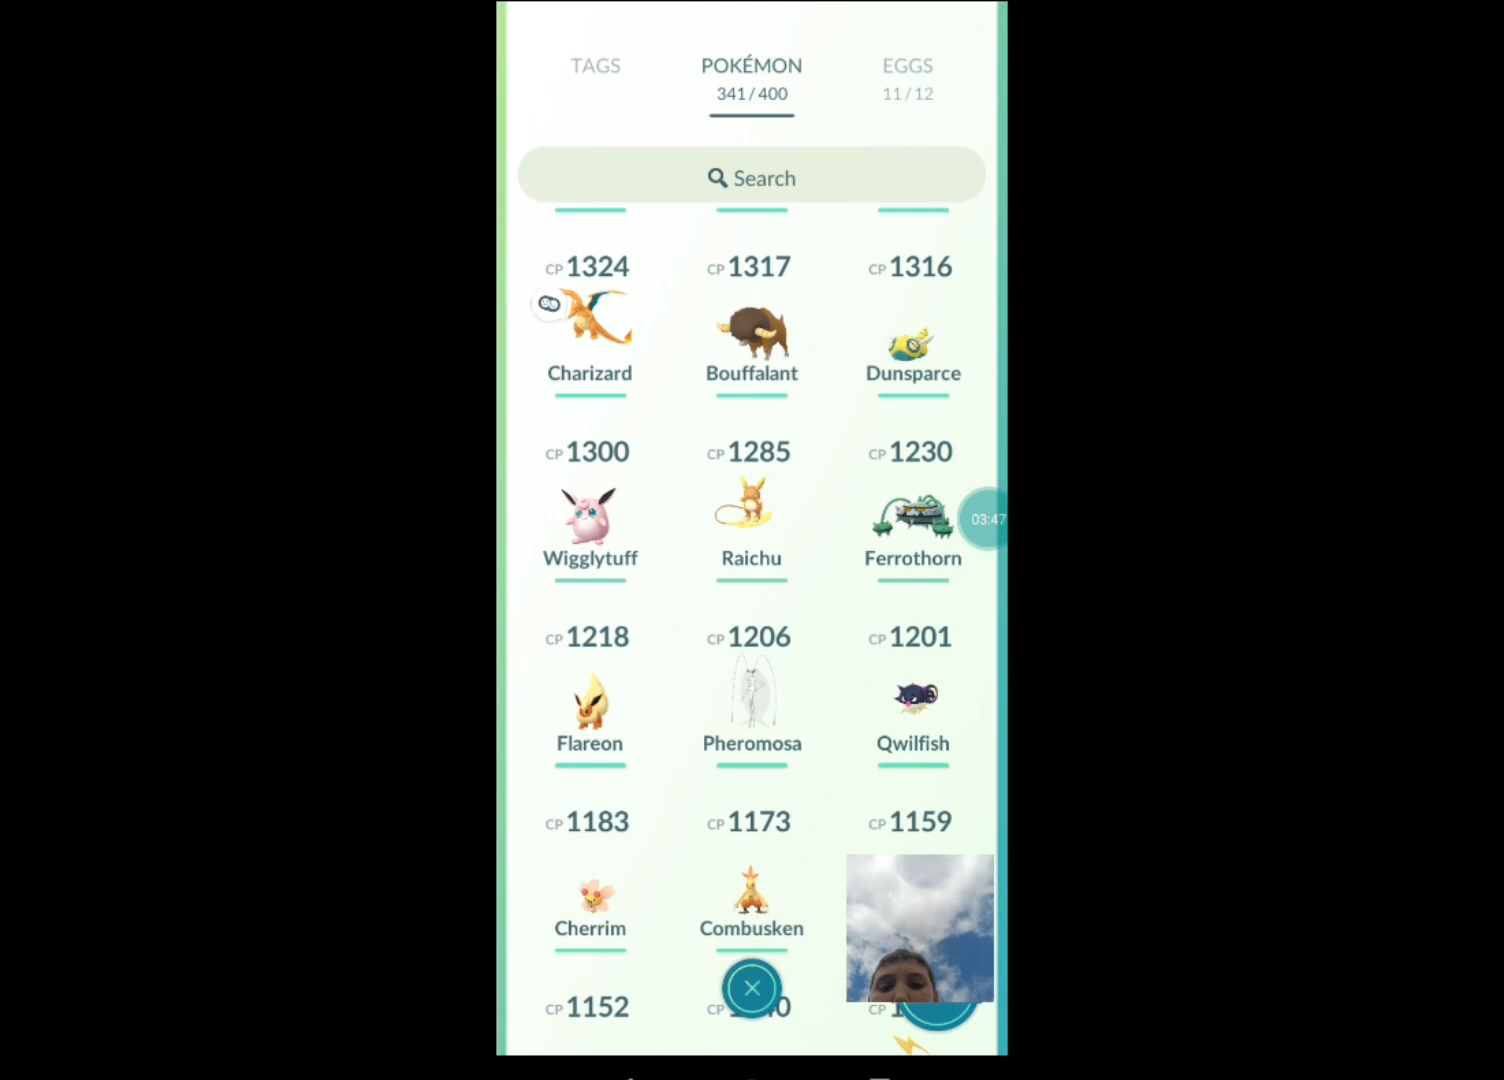 TAGS POKÉMON EGGS
341 / 400 11 / 12
Search
CP 1324 CP 1317 CP 1316
Charizard Bouffalant Dunsparce
CP 1300 CP 1285 CP 1230
Wigglytuff Raichu Ferrothorn
03:47
CP 1218 CP 1206 CP 1201
Flareon Pheromosa Qwilfish
CP 1183 CP 1173 CP 1159
Cherrim Combusken
CP 1152 CP CP